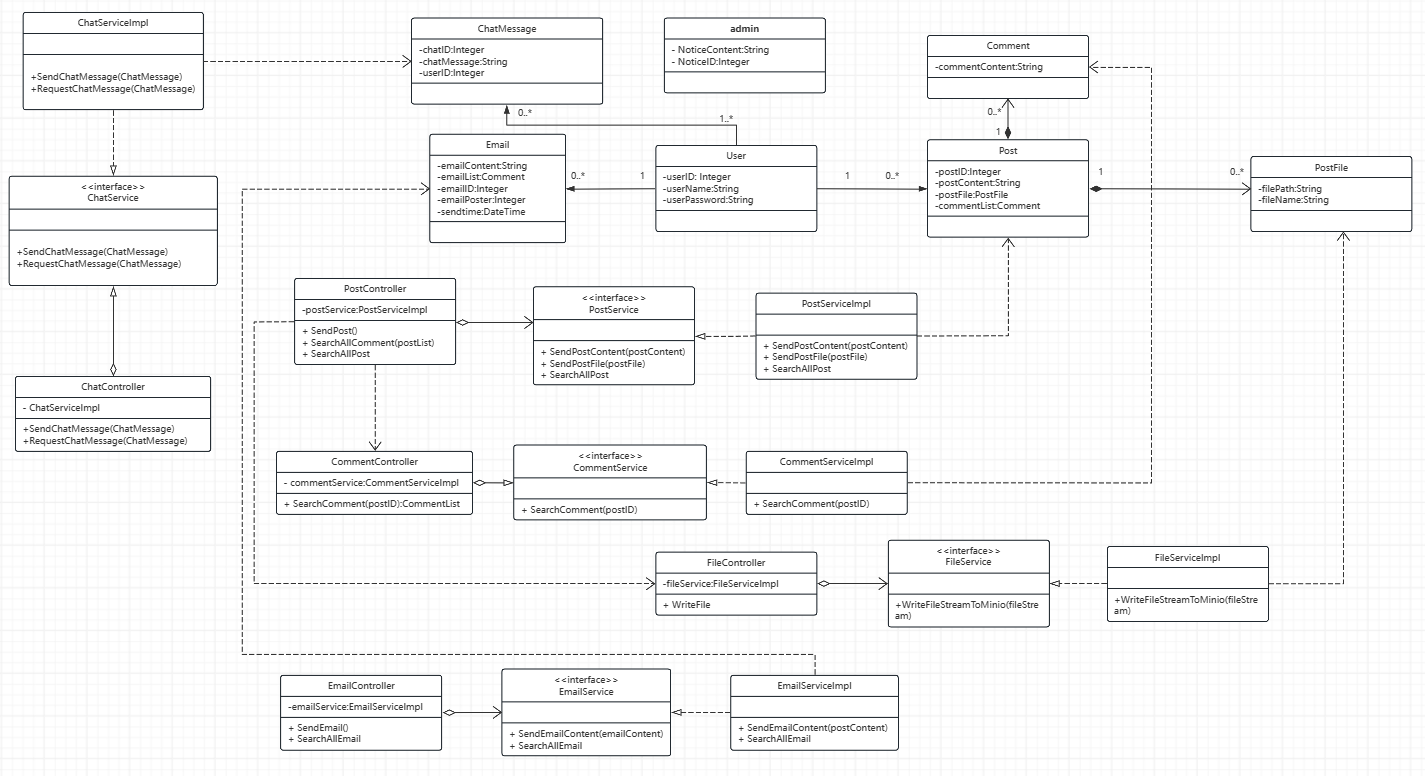 ChatServiceImpl
+SendChatMessage(ChatMessage)
+RequestChatMessage(ChatMessage)
ChatMessage
-chatID:Integer
-chatMessage:String
-userID:Integer
admin
- NoticeContent:String
- NoticeID:Integer
Comment
-commentContent:String
0..*
1..*
0..*
1
<<interface>>
ChatService
+SendChatMessage(ChatMessage)
+RequestChatMessage(ChatMessage)
Email
-emailContent:String
-emailList:Comment
-emailID:Integer
-emailPoster:Integer
-sendtime:DateTime
0..*
1
User
-userID: Integer
-userName:String
-userPassword:String
1
0..*
Post
-postID:Integer
-postContent:String
-postFile:PostFile
-commentList:Comment
1
0..*
PostFile
-filePath:String
-fileName:String
PostController
-postService:PostServiceImpl
+ SendPost()
+ SearchAllComment(postList)
+ SearchAllPost
<<interface>>
PostService
+ SendPostContent(postContent)
+ SendPostFile(postFile)
+ SearchAllPost
PostServiceImpl
+ SendPostContent(postContent)
+ SendPostFile(postFile)
+ SearchAllPost
ChatController
- ChatServiceImpl
+SendChatMessage(ChatMessage)
+RequestChatMessage(ChatMessage)
CommentController
- commentService:CommentServiceImpl
+ SearchComment(postID):CommentList
<<interface>>
CommentService
+ SearchComment(postID)
CommentServiceImpl
+ SearchComment(postID)
FileController
-fileService:FileServiceImpl
+ WriteFile
<<interface>>
FileService
+WriteFileStreamToMinio(fileStre
am)
FileServiceImpl
+WriteFileStreamToMinio(fileStre
am)
EmailController
-emailService:EmailServiceImpl
+ SendEmail()
+ SearchAllEmail
<<interface>>
EmailService
+ SendEmailContent(emailContent)
+ SearchAllEmail
EmailServiceImpl
+ SendEmailContent(postContent)
+ SearchAllEmail